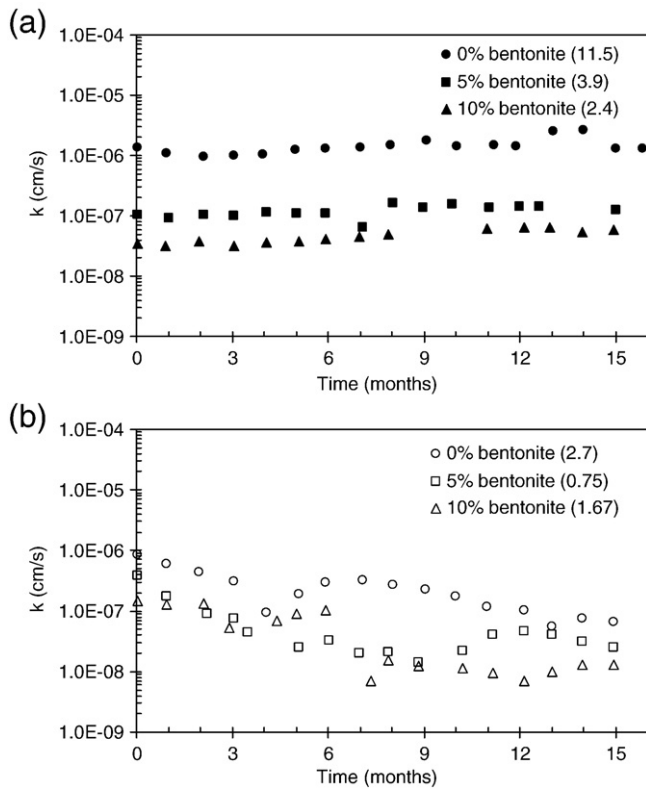 (a)
1.0E-04
1.0E-05
1.0E-06
1.0E-07
1.0E-08
1.0E-09
k (cm/s)
0% bentonite (11.5)
5% bentonite (3.9)
10% bentonite (2.4)
0 3 6 9 12 15
Time (months)
(b)
1.0E-04
1.0E-05
1.0E-06
1.0E-07
1.0E-08
1.0E-09
k (cm/s)
0% bentonite (2.7)
5% bentonite (0.75)
10% bentonite (1.67)
0 3 6 9 12 15
Time (months)